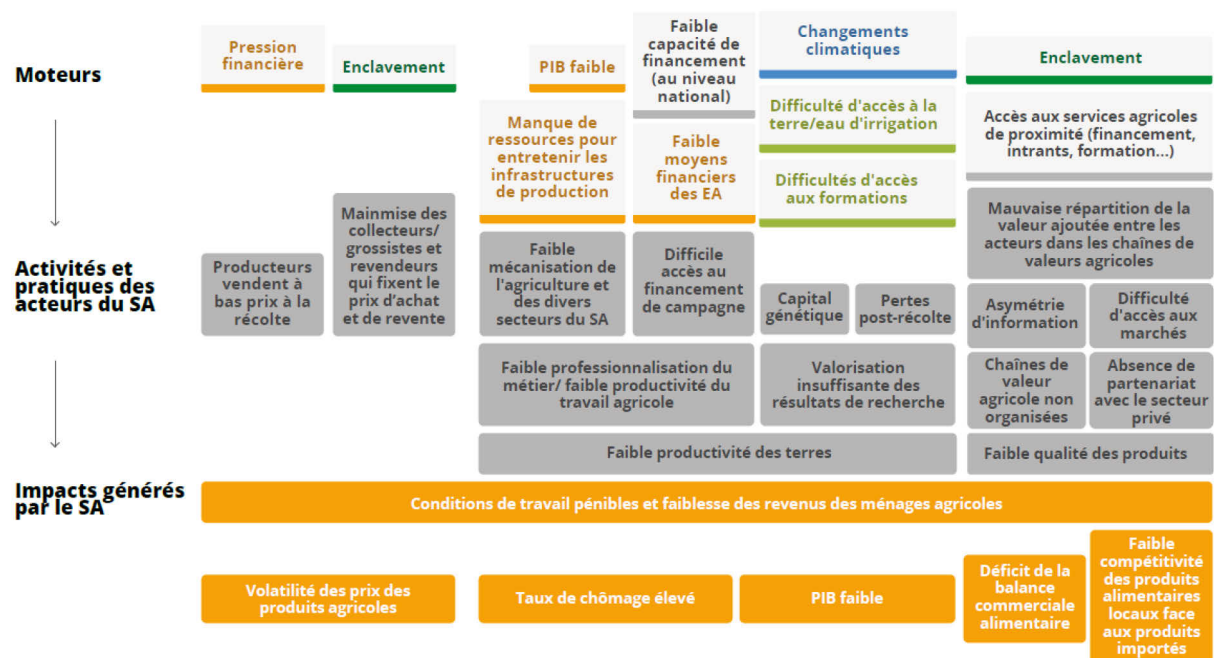 Moteurs
Pression
financière
Enclavement
PIB faible
Faible
capacité de
financement
(au niveau
national)
Changements
climatiques
Enclavement
Manque de
ressources pour
entretenir les
infrastructures
de production
Faible
moyens
financiers
des EA
Difficulté d'accès à la
terre/eau d'irrigation
Difficultés d'accès
aux formations
Accès aux services agricoles
de proximité (financement,
intrants, formation...)
Activités et
pratiques des
acteurs du SA
Producteurs
vendent à
bas prix à la
récolte
Mainmise des
collecteurs/
grossistes et
revendeurs
qui fixent le
prix d’achat
et de revente
Faible
mécanisation de
l'agriculture et
des divers
secteurs du SA
Difficile
accès au
financement
de campagne
Capital
génétique
Pertes
post-récolte
Mauvaise répartition de la
valeur ajoutée entre les
acteurs dans les chaînes de
valeurs agricoles
Asymétrie
d'information
Difficulté
d'accès aux
marchés
Faible professionnalisation du
métier/ faible productivité du
travail agricole
Valorisation
insuffisante des
résultats de recherche
Chaînes de
valeur
agricole non
organisées
Absence de
partenariat
avec le secteur
privé
Faible productivité des terres
Faible qualité des produits
Impacts générés
par le SA
Conditions de travail pénibles et faiblesse des revenus des ménages agricoles
Volatilité des prix des
produits agricoles
Taux de chômage élevé
PIB faible
Déficit de la
balance
commerciale
alimentaire
Faible
compétitivité
des produits
alimentaires
locaux face
aux produits
importés